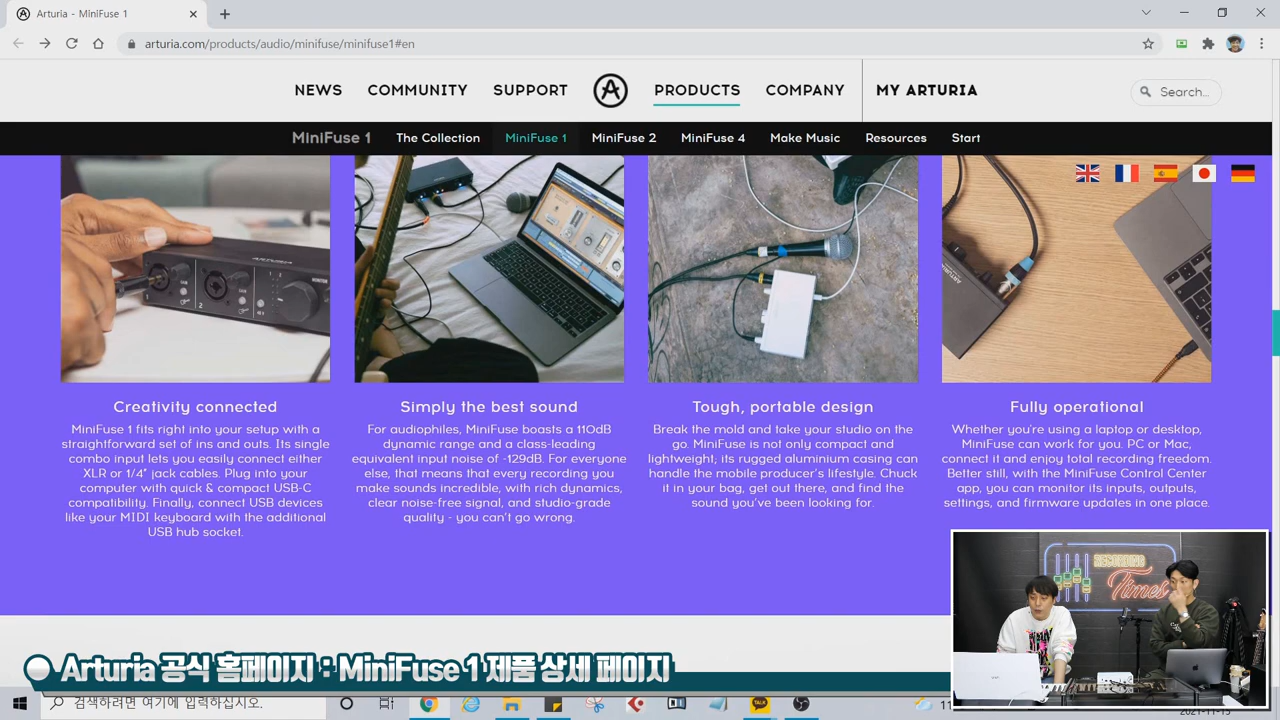 Arturia - MiniFuse 1
arturia.com/products/audio/minifuse/minifuse1#en
NEWS COMMUNITY SUPPORT PRODUCTS COMPANY MY ARTURIA Search...
MiniFuse 1 The Collection MiniFuse 1 MiniFuse 2 MiniFuse 4 Make Music Resources Start
ARTURIA
1 2
Creativity connected
MiniFuse 1 fits right into your setup with a
straightforward set of ins and outs. Its single
combo input lets you easily connect either
XLR or 1/4” jack cables. Plug into your
computer with quick & compact USB-C
compatibility. Finally, connect USB devices
like your MIDI keyboard with the additional
USB hub socket.
Simply the best sound
For audiophiles, MiniFuse boasts a 110dB
dynamic range and a class-leading
equivalent input noise of -129dB. For everyone
else, that means that every recording you
make sounds incredible, with rich dynamics,
clear noise-free signal, and studio-grade
quality - you can't go wrong.
Tough, portable design
Break the mold and take your studio on the
go. MiniFuse is not only compact and
lightweight; its rugged aluminium casing can
handle the mobile producer's lifestyle. Chuck
it in your bag, get out there, and find the
sound you've been looking for.
Fully operational
Whether you're using a laptop or desktop,
MiniFuse can work for you. PC or Mac,
connect it and enjoy total recording freedom.
Better still, with the MiniFuse Control Center
app, you can monitor its inputs, outputs,
settings, and firmware updates in one place.
RECORDING
Times
Arturia 공식 홈페이지 : MiniFuse 1 제품 상세 페이지
검색하려면 여기에 입력하십시오.
TALK